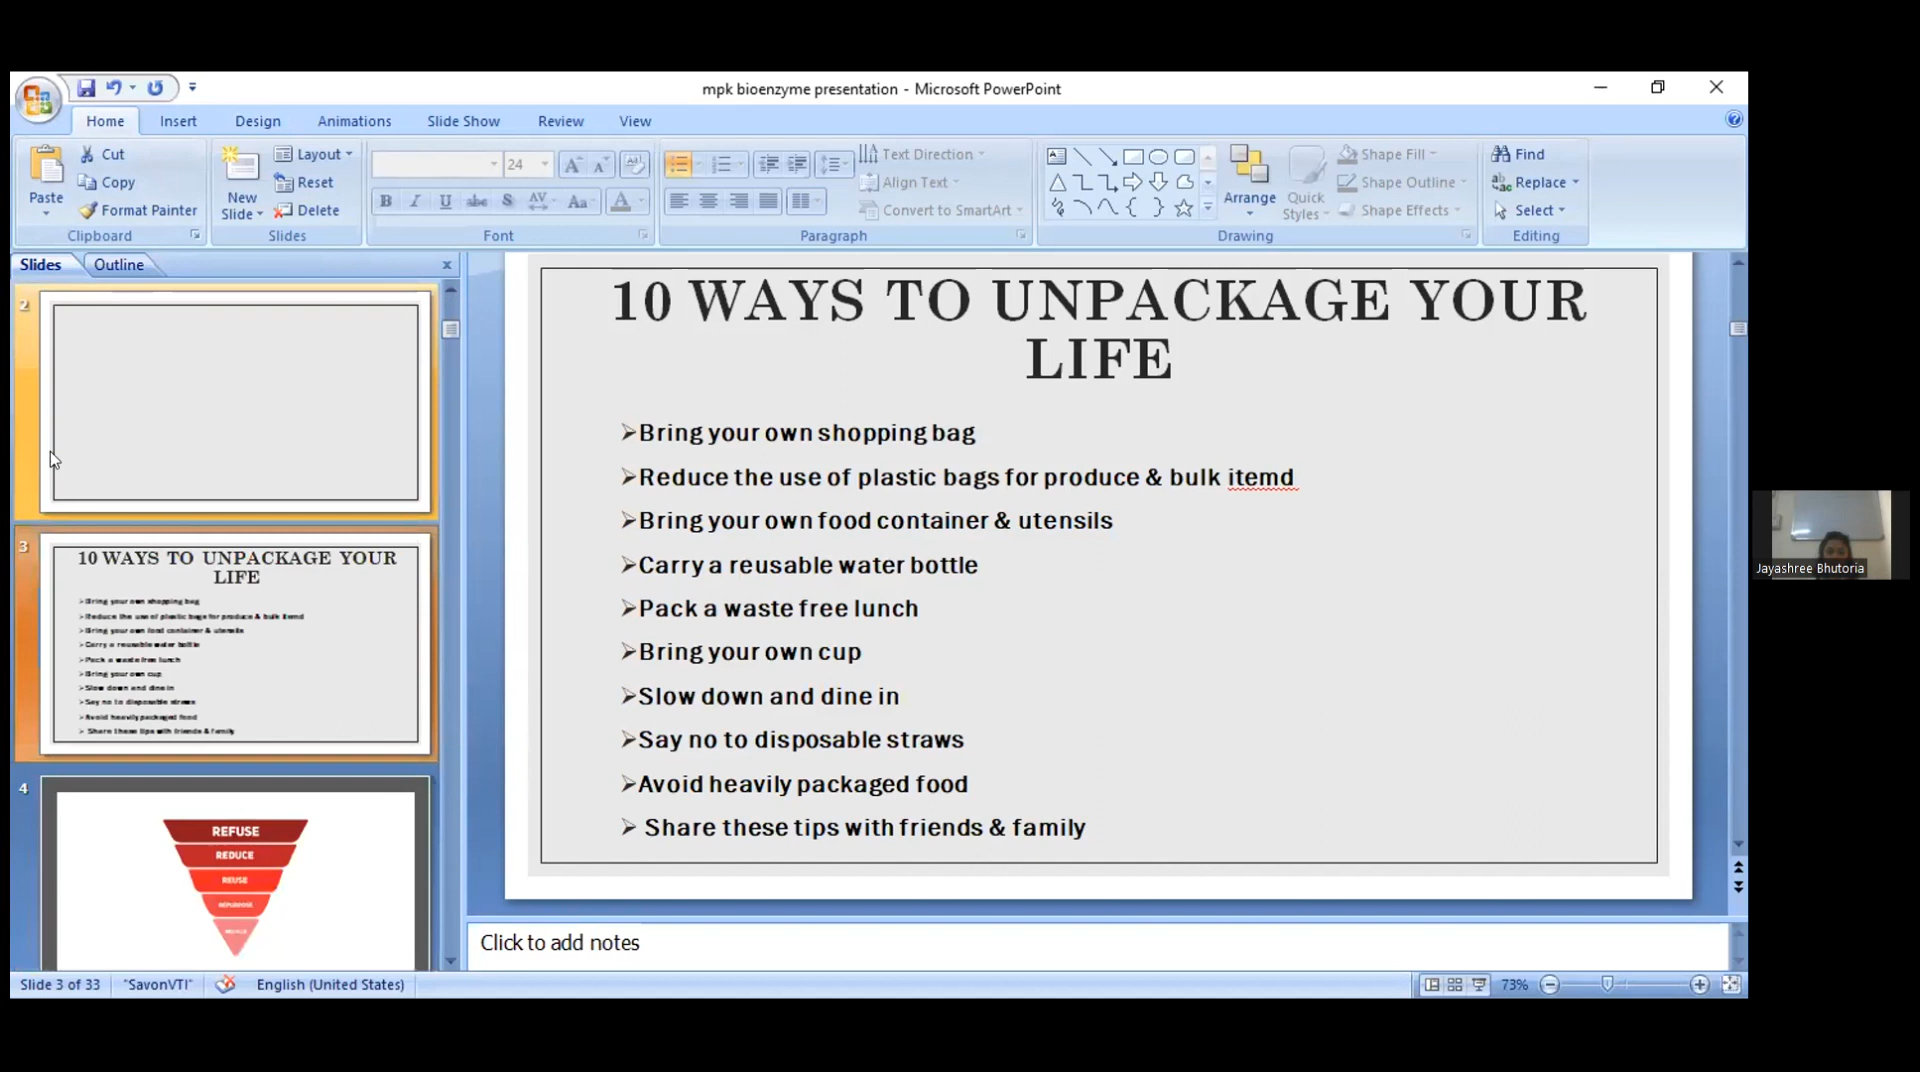 mpk bioenzyme presentation - Microsoft PowerPoint
Home Insert Design Animations Slide Show Review View
Paste
Cut
Copy
Format Painter
Clipboard
New
Slide
Layout
Reset
Delete
Slides
24
Font
Text Direction
Align Text
Convert to SmartArt
Paragraph
Arrange
Quick
Styles
Shape Fill
Shape Outline
Shape Effects
Drawing
Find
Replace
Select
Editing
Slides Outline x
2
3
10 WAYS TO UNPACKAGE YOUR
LIFE
Bring your own shopping bag
Reduce the use of plastic bags for produce & bulk itemd
Bring your own food container & utensils
Carry a reusable water bottle
Pack a waste free lunch
Bring your own cup
Slow down and dine in
Say no to disposable straws
Avoid heavily packaged food
Share these tips with friends & family
4
REFUSE
REDUCE
REUSE
10 WAYS TO UNPACKAGE YOUR
LIFE
Bring your own shopping bag
Reduce the use of plastic bags for produce & bulk itemd
Bring your own food container & utensils
Carry a reusable water bottle
Pack a waste free lunch
Bring your own cup
Slow down and dine in
Say no to disposable straws
Avoid heavily packaged food
Share these tips with friends & family
Click to add notes
Jayashree Bhutoria
Slide 3 of 33 "SavonVTI" English (United States) 73%